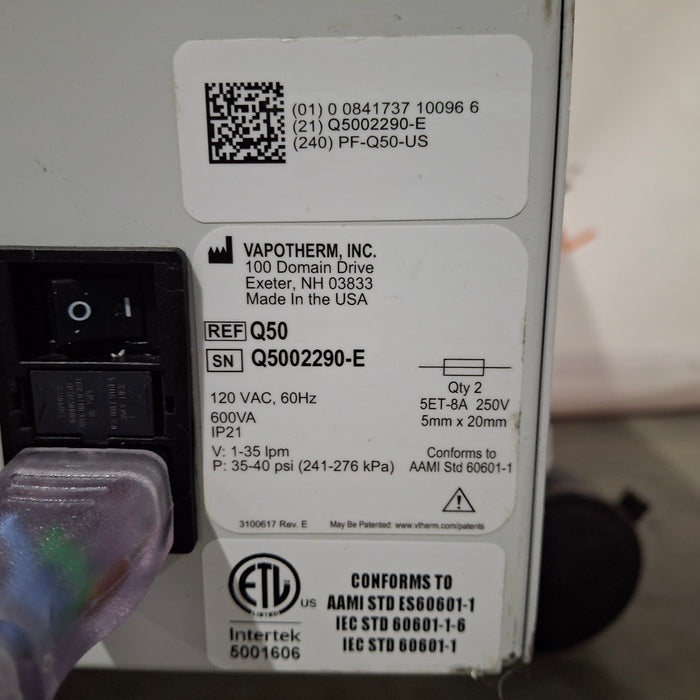 (01) 0 0841737 10096 6
(21) Q5002290-E
(240) PF-Q50-US
VAPOTHERM, INC.
100 Domain Drive
Exeter, NH 03833
Made In the USA
REF Q50
SN Q5002290-E
Qty 2
5ET-8A 250V
5mm x 20mm
120 VAC, 60Hz
600VA
IP21
V: 1-35 lpm
P: 35-40 psi (241-276 kPa)
Conforms to
AAMI Std 60601-1
3100617 Rev. E May Be Patented: www.vtherm.com/patents
ETL
LISTED
US
Intertek
5001606
CONFORMS TO
AAMI STD ES60601-1
IEC STD 60601-1-6
IEC STD 60601-1